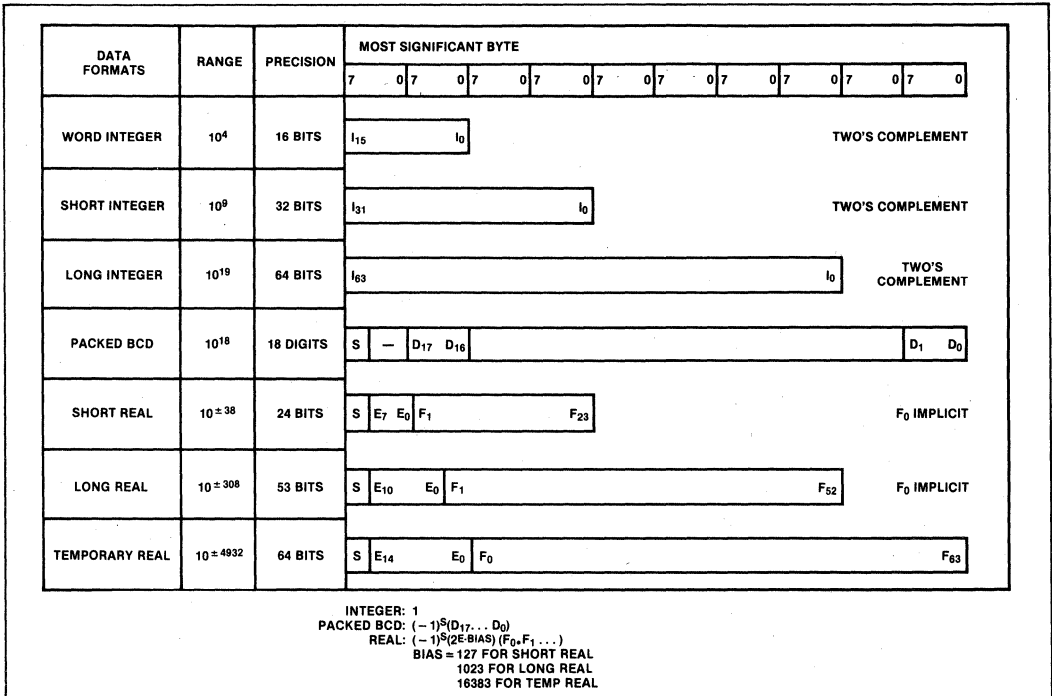 DATA FORMATS RANGE PRECISION MOST SIGNIFICANT BYTE
7 0 7 0 7 0 7 0 7 0 7 0 7 0 7 0 7 0 7 0
WORD INTEGER 10⁴ 16 BITS I₁₅ I₀ TWO'S COMPLEMENT
SHORT INTEGER 10⁹ 32 BITS I₃₁ I₀ TWO'S COMPLEMENT
LONG INTEGER 10¹⁹ 64 BITS I₆₃ I₀ TWO'S COMPLEMENT
PACKED BCD 10¹⁸ 18 DIGITS S — D₁₇ D₁₆ D₁ D₀
SHORT REAL 10±³⁸ 24 BITS S E₇ E₀ F₁ F₂₃ F₀ IMPLICIT
LONG REAL 10±³⁰⁸ 53 BITS S E₁₀ E₀ F₁ F₅₂ F₀ IMPLICIT
TEMPORARY REAL 10±⁴⁹³² 64 BITS S E₁₄ E₀ F₀ F₆₃
INTEGER: 1
PACKED BCD: (–1)ˢ(D₁₇... D₀)
REAL: (–1)ˢ(2E-BIAS) (F₀•F₁ ...)
BIAS = 127 FOR SHORT REAL
1023 FOR LONG REAL
16383 FOR TEMP REAL